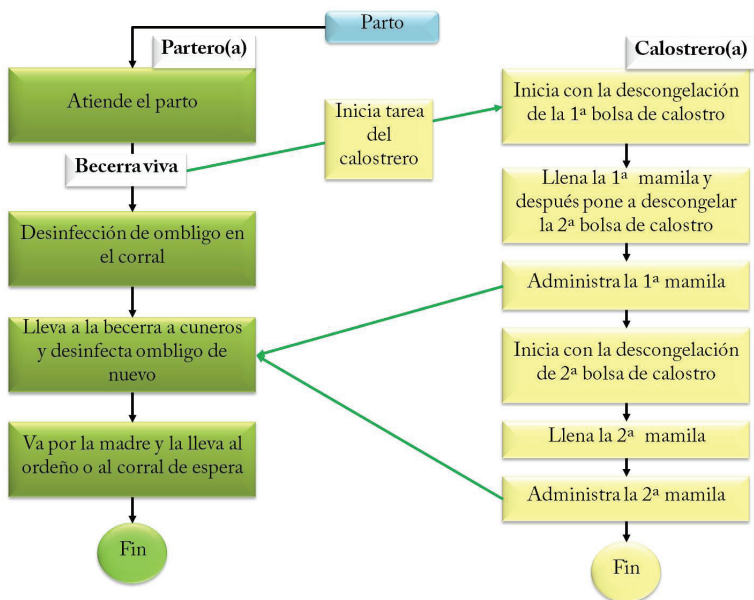 Parto
Partero(a)
Atiende el parto
Becerra viva
Desinfección de ombligo en
el corral
Lleva a la becerra a cuneros
y desinfecta ombligo de
nuevo
Va por la madre y la lleva al
ordeño o al corral de espera
Fin
Inicia tarea
del
calostrero
Calostrero(a)
Inicia con la descongelación
de la 1ª bolsa de calostro
Llena la 1ª mamila y
después pone a descongelar
la 2ª bolsa de calostro
Administra la 1ª mamila
Inicia con la descongelación
de 2ª bolsa de calostro
Llena la 2ª mamila
Administra la 2ª mamila
Fin